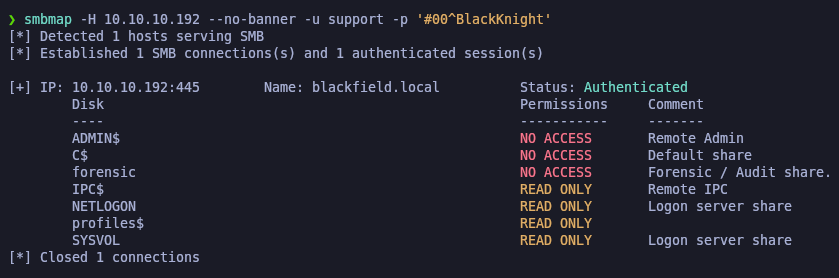 ❯ smbmap -H 10.10.10.192 --no-banner -u support -p '#00^BlackKnight'
[*] Detected 1 hosts serving SMB
[*] Established 1 SMB connections(s) and 1 authenticated session(s)
[+] IP: 10.10.10.192:445 Name: blackfield.local Status: Authenticated
Disk Permissions Comment
---- ----------- -------
ADMIN$ NO ACCESS Remote Admin
C$ NO ACCESS Default share
forensic NO ACCESS Forensic / Audit share.
IPC$ READ ONLY Remote IPC
NETLOGON READ ONLY Logon server share
profiles$ READ ONLY
SYSVOL READ ONLY Logon server share
[*] Closed 1 connections